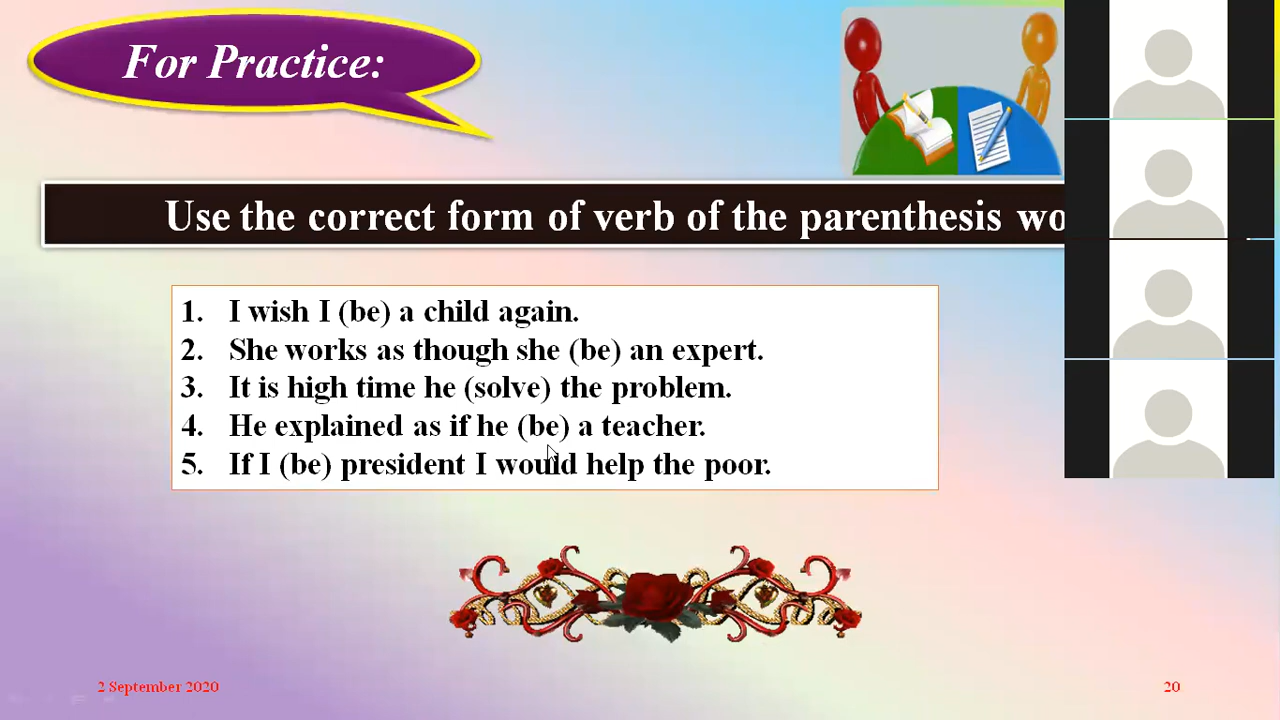 For Practice:
Use the correct form of verb of the parenthesis
1. I wish I (be) a child again.
2. She works as though she (be) an expert.
3. It is high time he (solve) the problem.
4. He explained as if he (be) a teacher.
5. If I (be) president I would help the poor.
2 September 2020
20